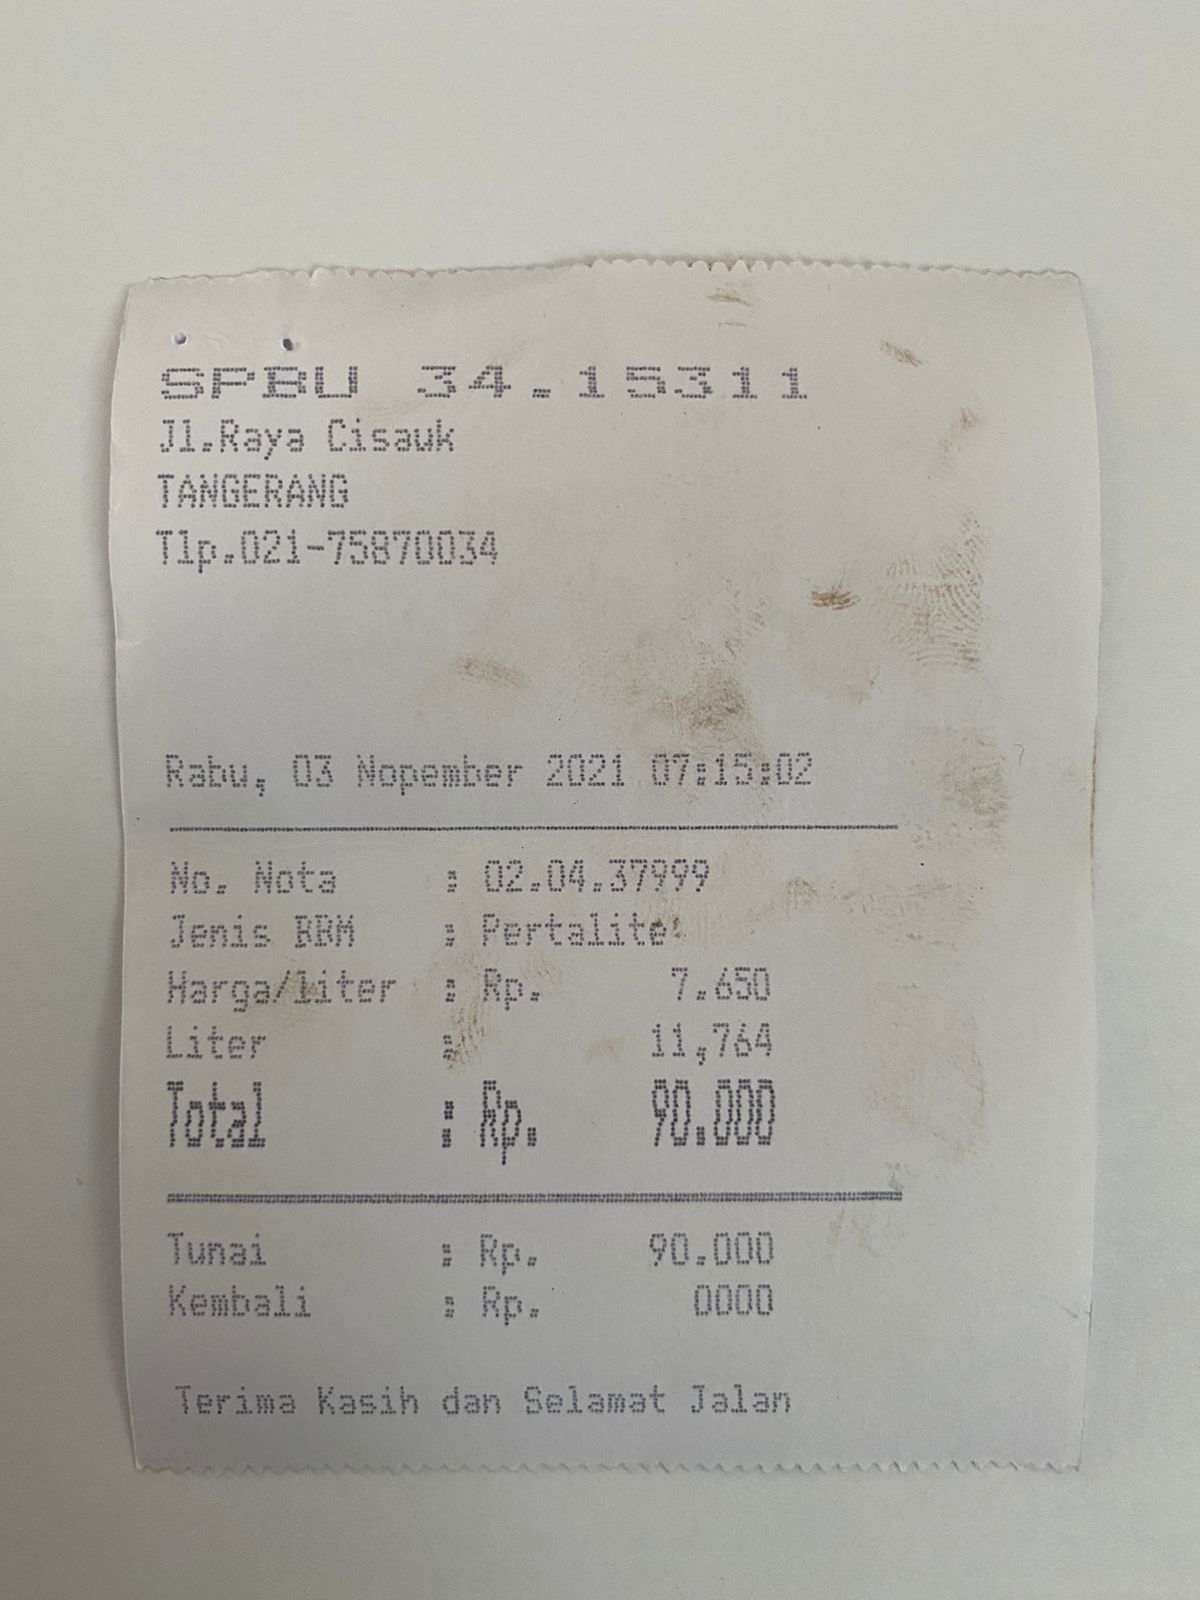 SPBU 34.15311
Jl.Raya Cisauk
TANGERANG
Tlp.021-75870034
Rabu, 03 Nopember 2021 07:15:02
No. Nota : 02.04.37999
Jenis BBM : Pertalite
Harga/Liter : Rp. 7.650
Liter : 11,764
Total : Rp. 90.000
Tunai : Rp. 90.000
Kembali : Rp. 0000
Terima Kasih dan Selamat Jalan